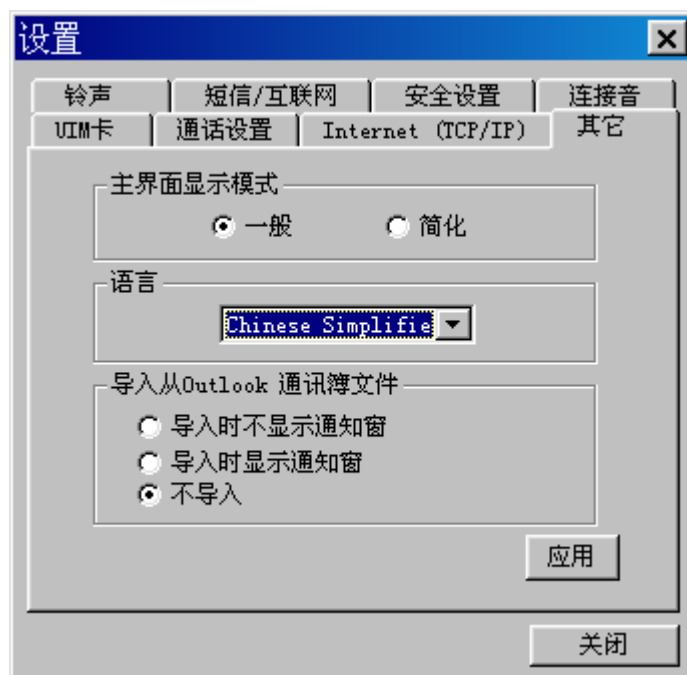 设置
铃声 短信/互联网 安全设置 连接音
UIM卡 通话设置 Internet (TCP/IP) 其它
主界面显示模式
一般 简化
语言
Chinese Simplifie
导入从Outlook 通讯簿文件
导入时不显示通知窗
导入时显示通知窗
不导入
应用
关闭